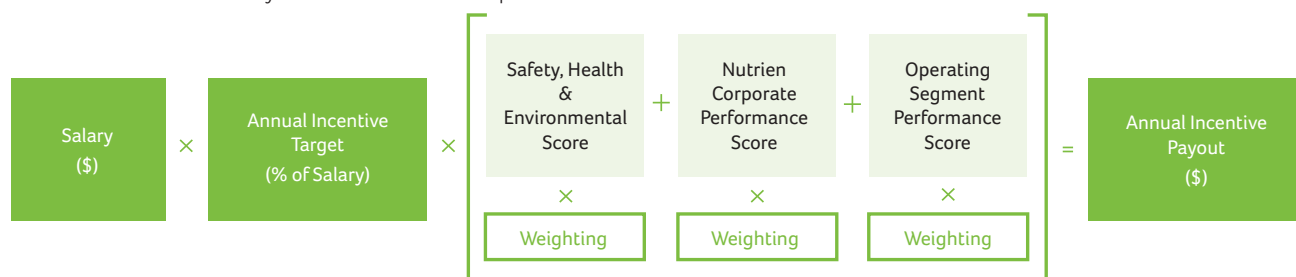 Salary
($)
×
Annual Incentive
Target
(% of Salary)
×
Safety, Health
&
Environmental
Score
×
Weighting
+
Nutrien
Corporate
Performance
Score
×
Weighting
+
Operating
Segment
Performance
Score
×
Weighting
=
Annual Incentive
Payout
($)